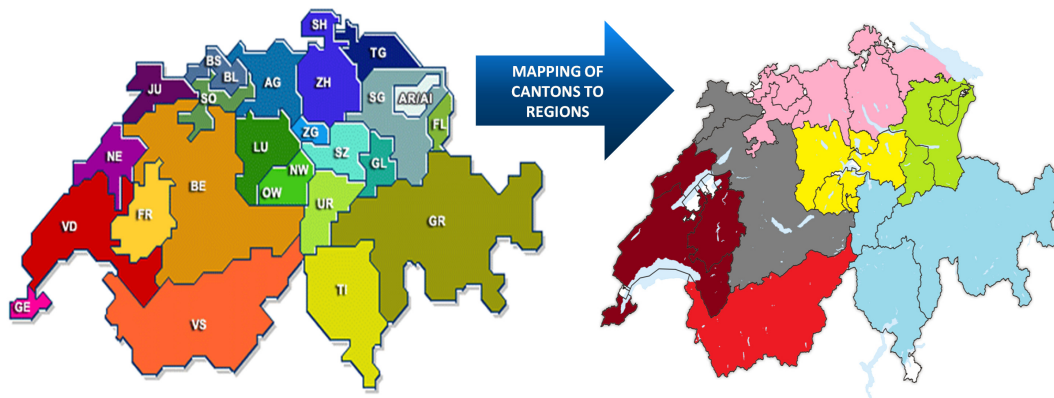 SH
TG
BS
BL
AG
ZH
JU
SO
SG
AR/AI
FL
ZG
NE
LU
SZ
GL
NW
BE
OW
UR
FR
VD
GR
TI
GE
VS
MAPPING OF
CANTONS TO
REGIONS